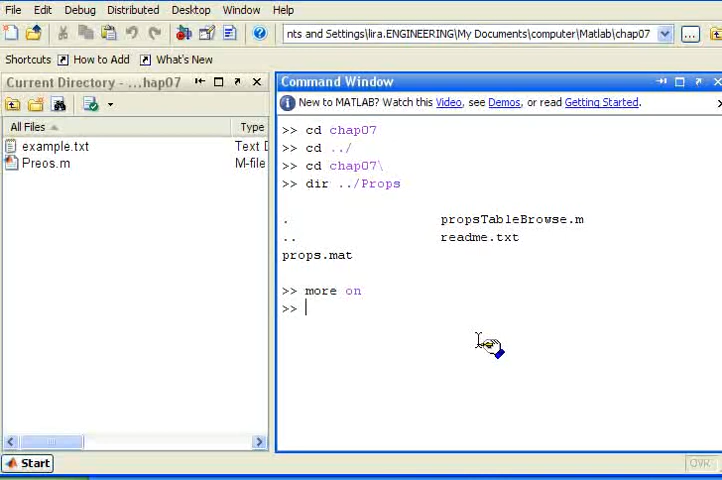 File Edit Debug Distributed Desktop Window Help
nts and Settings\lira.ENGINEERING\My Documents\computer\Matlab\chap07
Shortcuts How to Add What's New
Current Directory - ...hap07
All Files Type
example.txt Text D
Preos.m M-file
Start
Command Window
New to MATLAB? Watch this Video, see Demos, or read Getting Started.
>> cd chap07
>> cd ../
>> cd chap07\
>> dir ../Props
. propsTableBrowse.m
.. readme.txt
props.mat
>> more on
>>
OVR